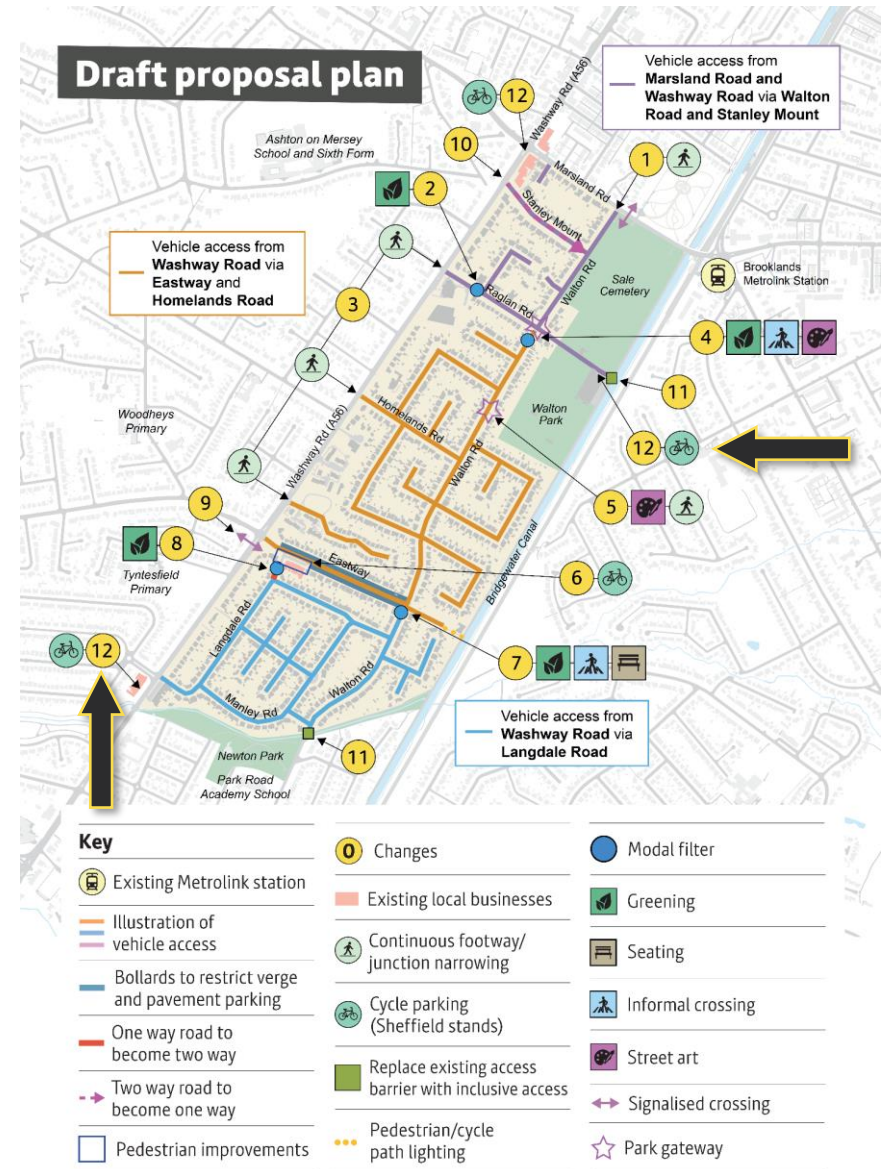 Draft proposal plan
Vehicle access from
Marsland Road and
Washway Road via Walton
Road and Stanley Mount
12
Washway Rd (A56)
Ashton on Mersey
School and Sixth Form
10
Marsland Rd
1
2
Stanley Mount
Vehicle access from
Washway Road via
Eastway and
Homelands Road
3
Raglan Rd
Walton Rd
Sale
Cemetery
Brooklands
Metrolink Station
4
11
Woodheys
Primary
Washway Rd (A56)
Homelands Rd
Walton Rd
Walton
Park
12
5
9
8
Tyntesfield
Primary
Eastway
Bridgewater Canal
6
Langdale Rd
12
7
Manley Rd
Walton Rd
Vehicle access from
Washway Road via
Langdale Road
Newton Park
Park Road
Academy School
11
Key
Existing Metrolink station
Illustration of
vehicle access
Bollards to restrict verge
and pavement parking
One way road to
become two way
Two way road to
become one way
Pedestrian improvements
0 Changes
Existing local businesses
Continuous footway/
junction narrowing
Cycle parking
(Sheffield stands)
Replace existing access
barrier with inclusive access
Pedestrian/cycle
path lighting
Modal filter
Greening
Seating
Informal crossing
Street art
Signalised crossing
Park gateway